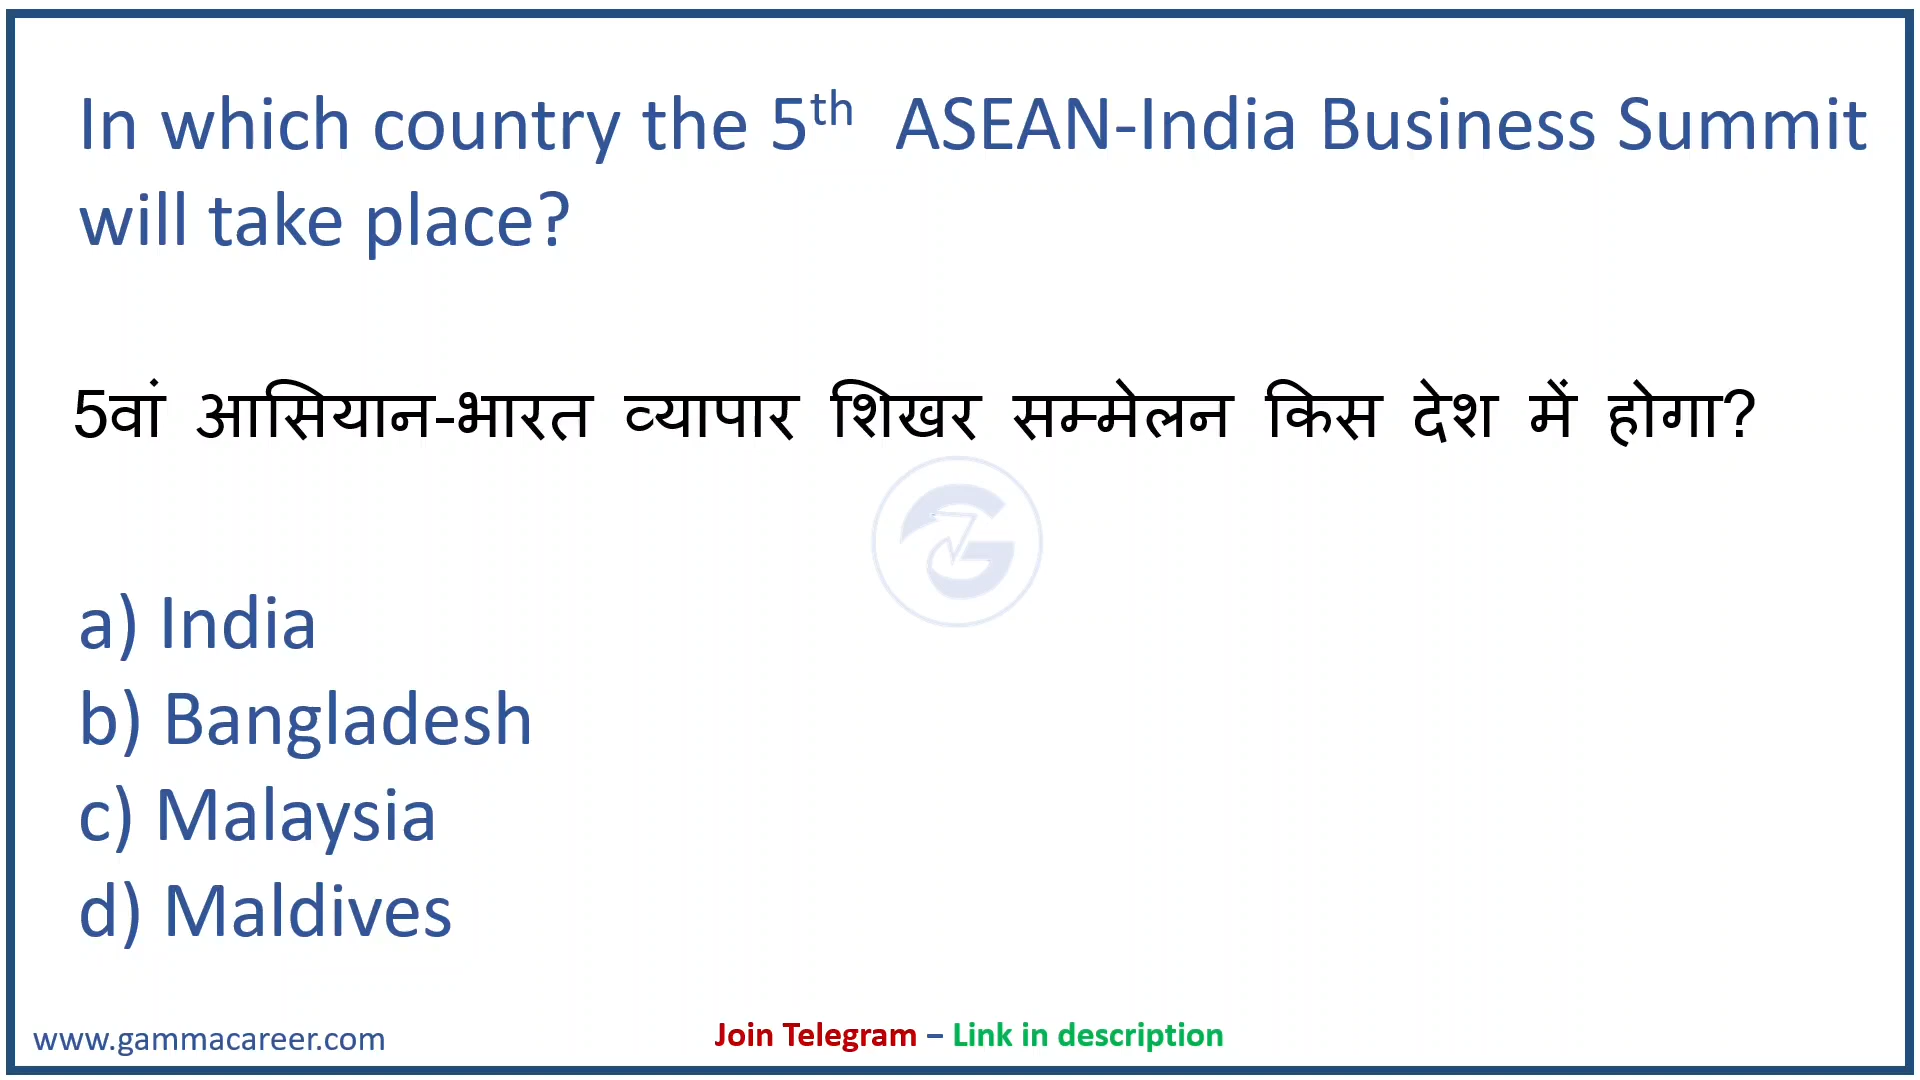 In which country the 5th ASEAN-India Business Summit
will take place?
5वां आसियान-भारत व्यापार शिखर सम्मेलन किस देश में होगा?
a) India
b) Bangladesh
c) Malaysia
d) Maldives
www.gammacareer.com
Join Telegram – Link in description